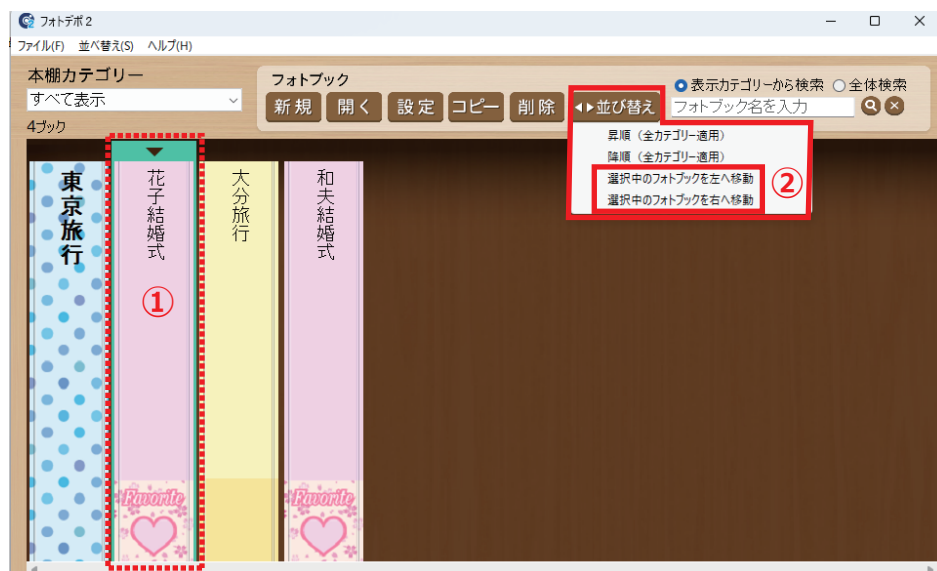 フォトデポ2
ファイル(F) 並べ替え(S) ヘルプ(H)
本棚カテゴリー
すべて表示
4ブック
フォトブック
新規 開く 設定 コピー 削除 並び替え
表示カテゴリーから検索 全体検索
フォトブック名を入力
昇順（全カテゴリー適用）
降順（全カテゴリー適用）
選択中のフォトブックを左へ移動
選択中のフォトブックを右へ移動
②
東京旅行
花子結婚式
①
Favorite
大分旅行
和夫結婚式
Favorite